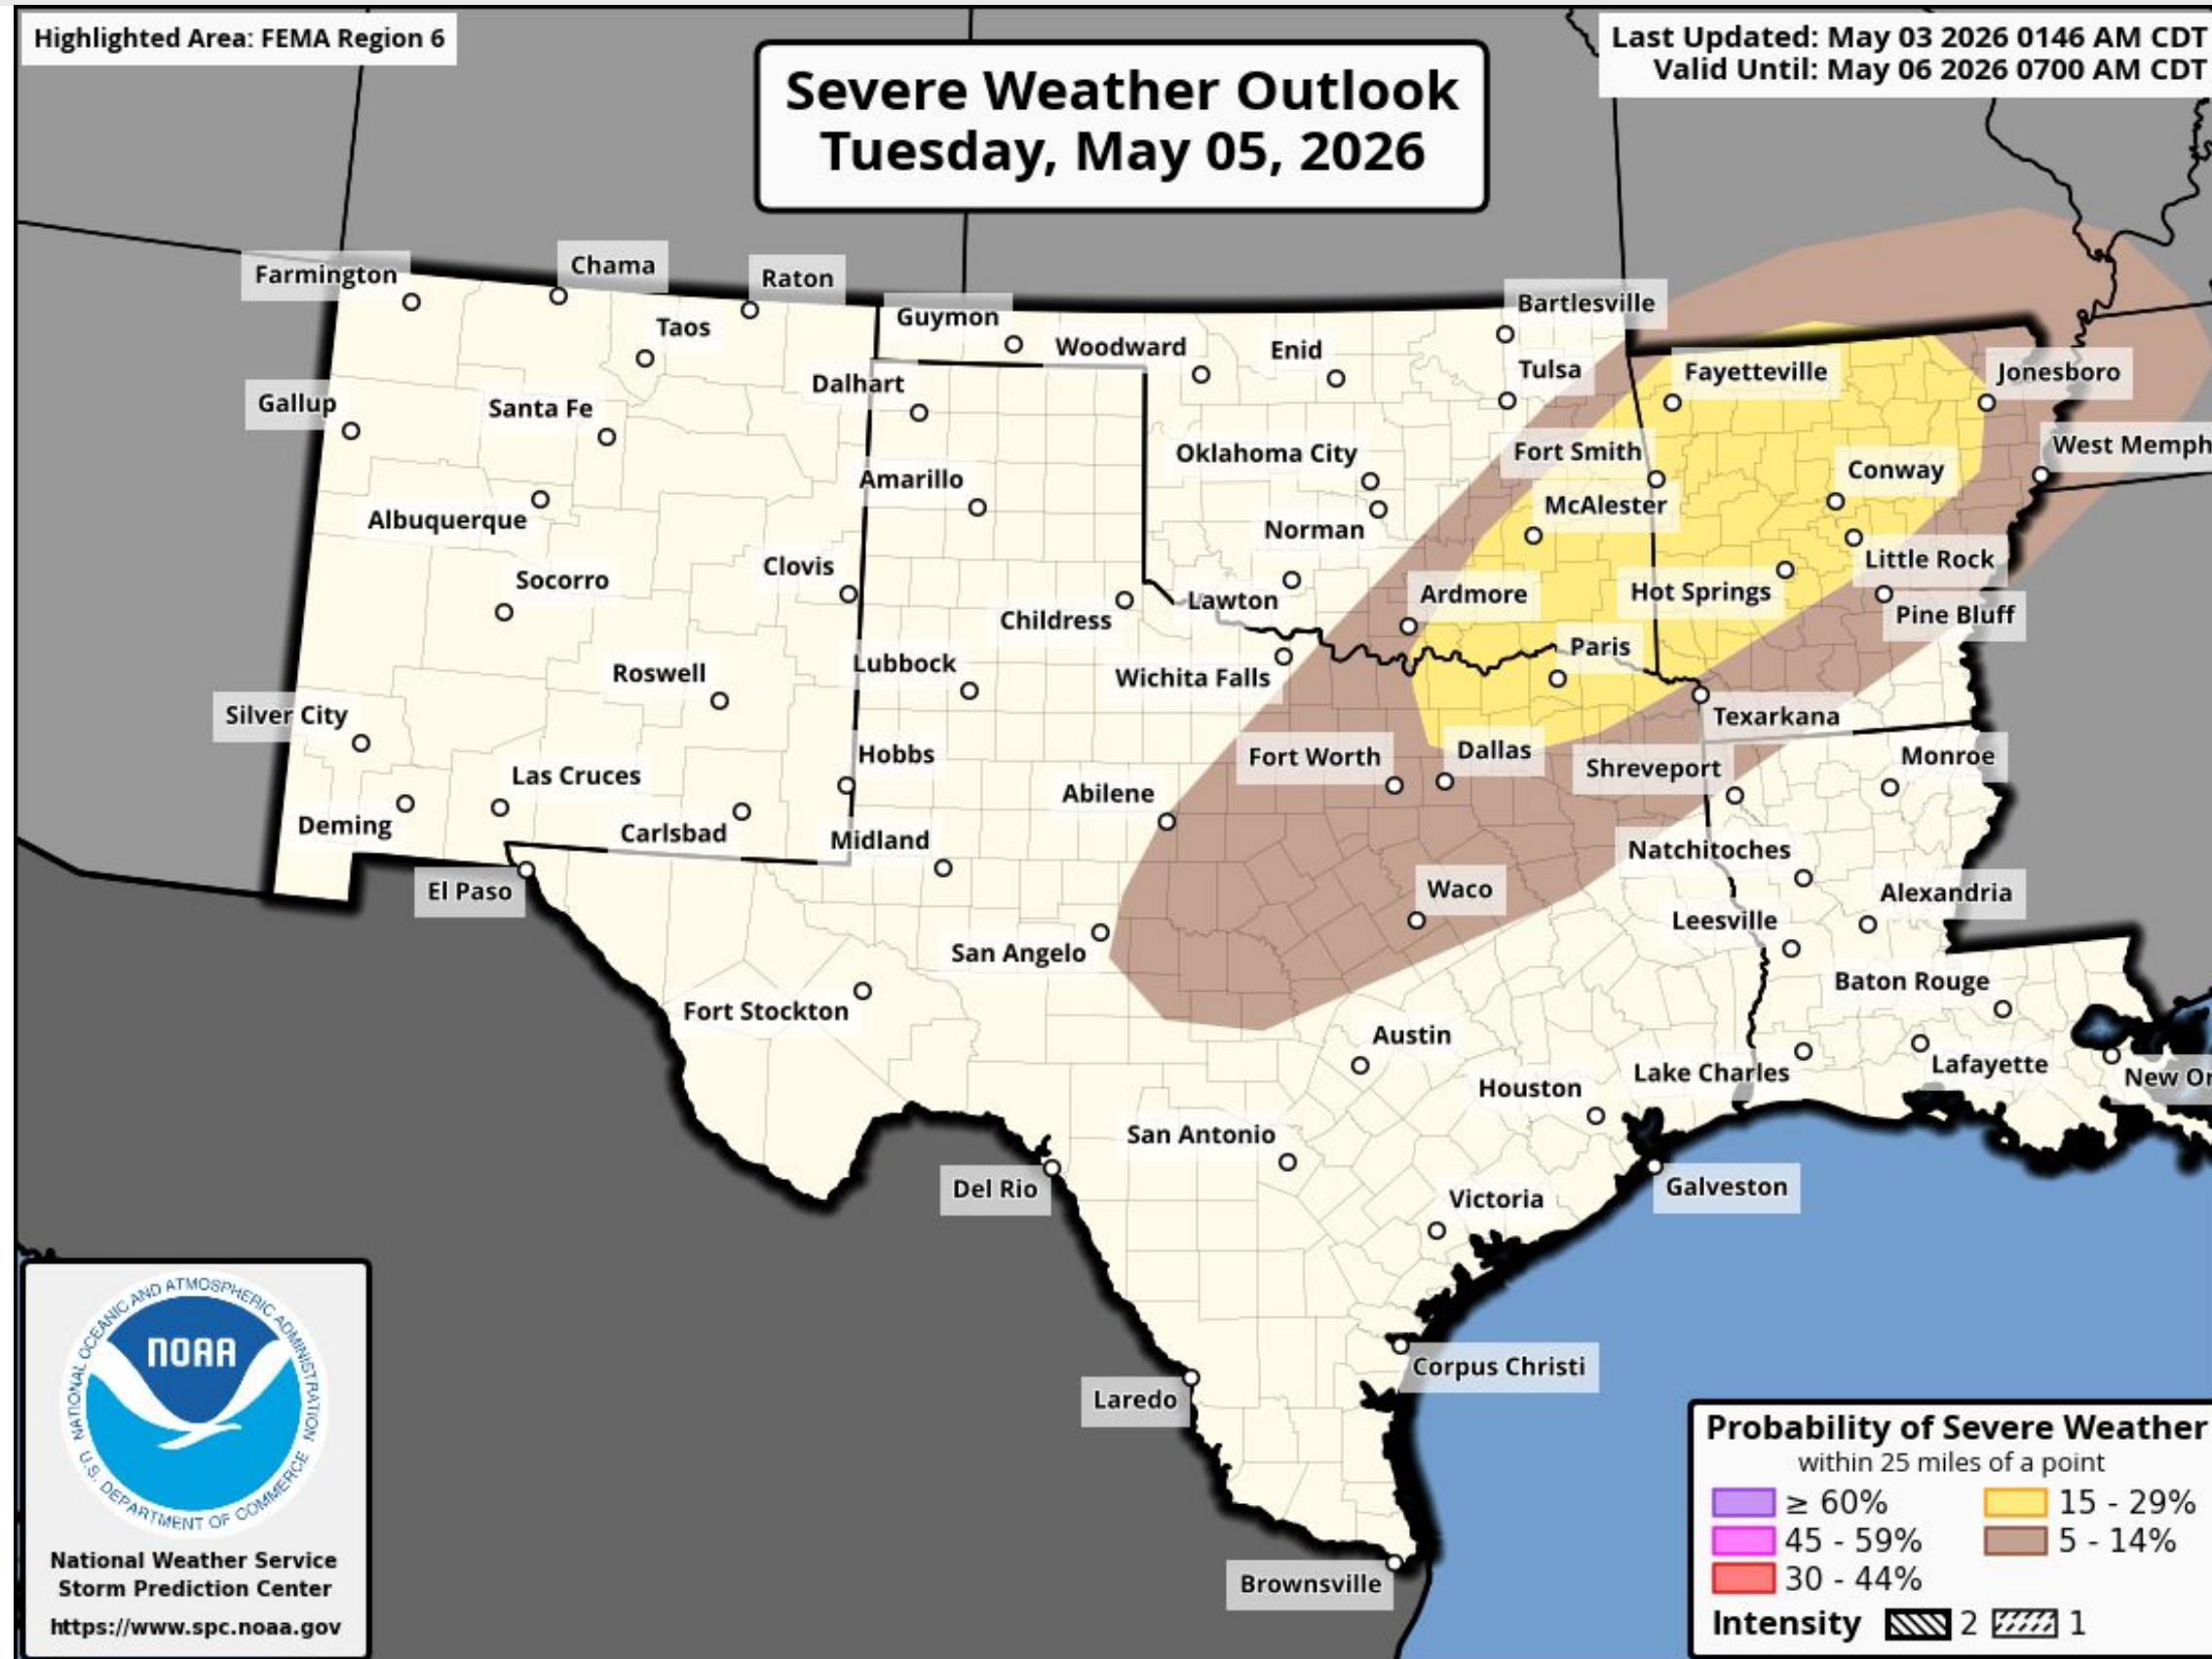 Highlighted Area: FEMA Region 6
Last Updated: May 03 2026 0146 AM CDT
Valid Until: May 06 2026 0700 AM CDT
Severe Weather Outlook
Tuesday, May 05, 2026
Farmington
Chama
Raton
Taos
Guymon
Woodward
Enid
Bartlesville
Tulsa
Fayetteville
Jonesboro
Gallup
Santa Fe
Dalhart
Oklahoma City
Fort Smith
Conway
West Memph
Amarillo
Albuquerque
Norman
McAlester
Little Rock
Clovis
Socorro
Childress
Lawton
Ardmore
Hot Springs
Pine Bluff
Roswell
Lubbock
Wichita Falls
Paris
Silver City
Texarkana
Hobbs
Fort Worth
Dallas
Shreveport
Monroe
Las Cruces
Abilene
Deming
Carlsbad
Midland
Natchitoches
El Paso
Waco
Alexandria
Leesville
San Angelo
Baton Rouge
Fort Stockton
Austin
Lafayette
Lake Charles
New Or
Houston
San Antonio
Del Rio
Galveston
Victoria
Corpus Christi
Laredo
Brownsville
NATIONAL OCEANIC AND ATMOSPHERIC ADMINISTRATION
NOAA
U.S. DEPARTMENT OF COMMERCE
National Weather Service
Storm Prediction Center
https://www.spc.noaa.gov
Probability of Severe Weather
within 25 miles of a point
≥ 60% 15 - 29%
45 - 59% 5 - 14%
30 - 44%
Intensity 2 1